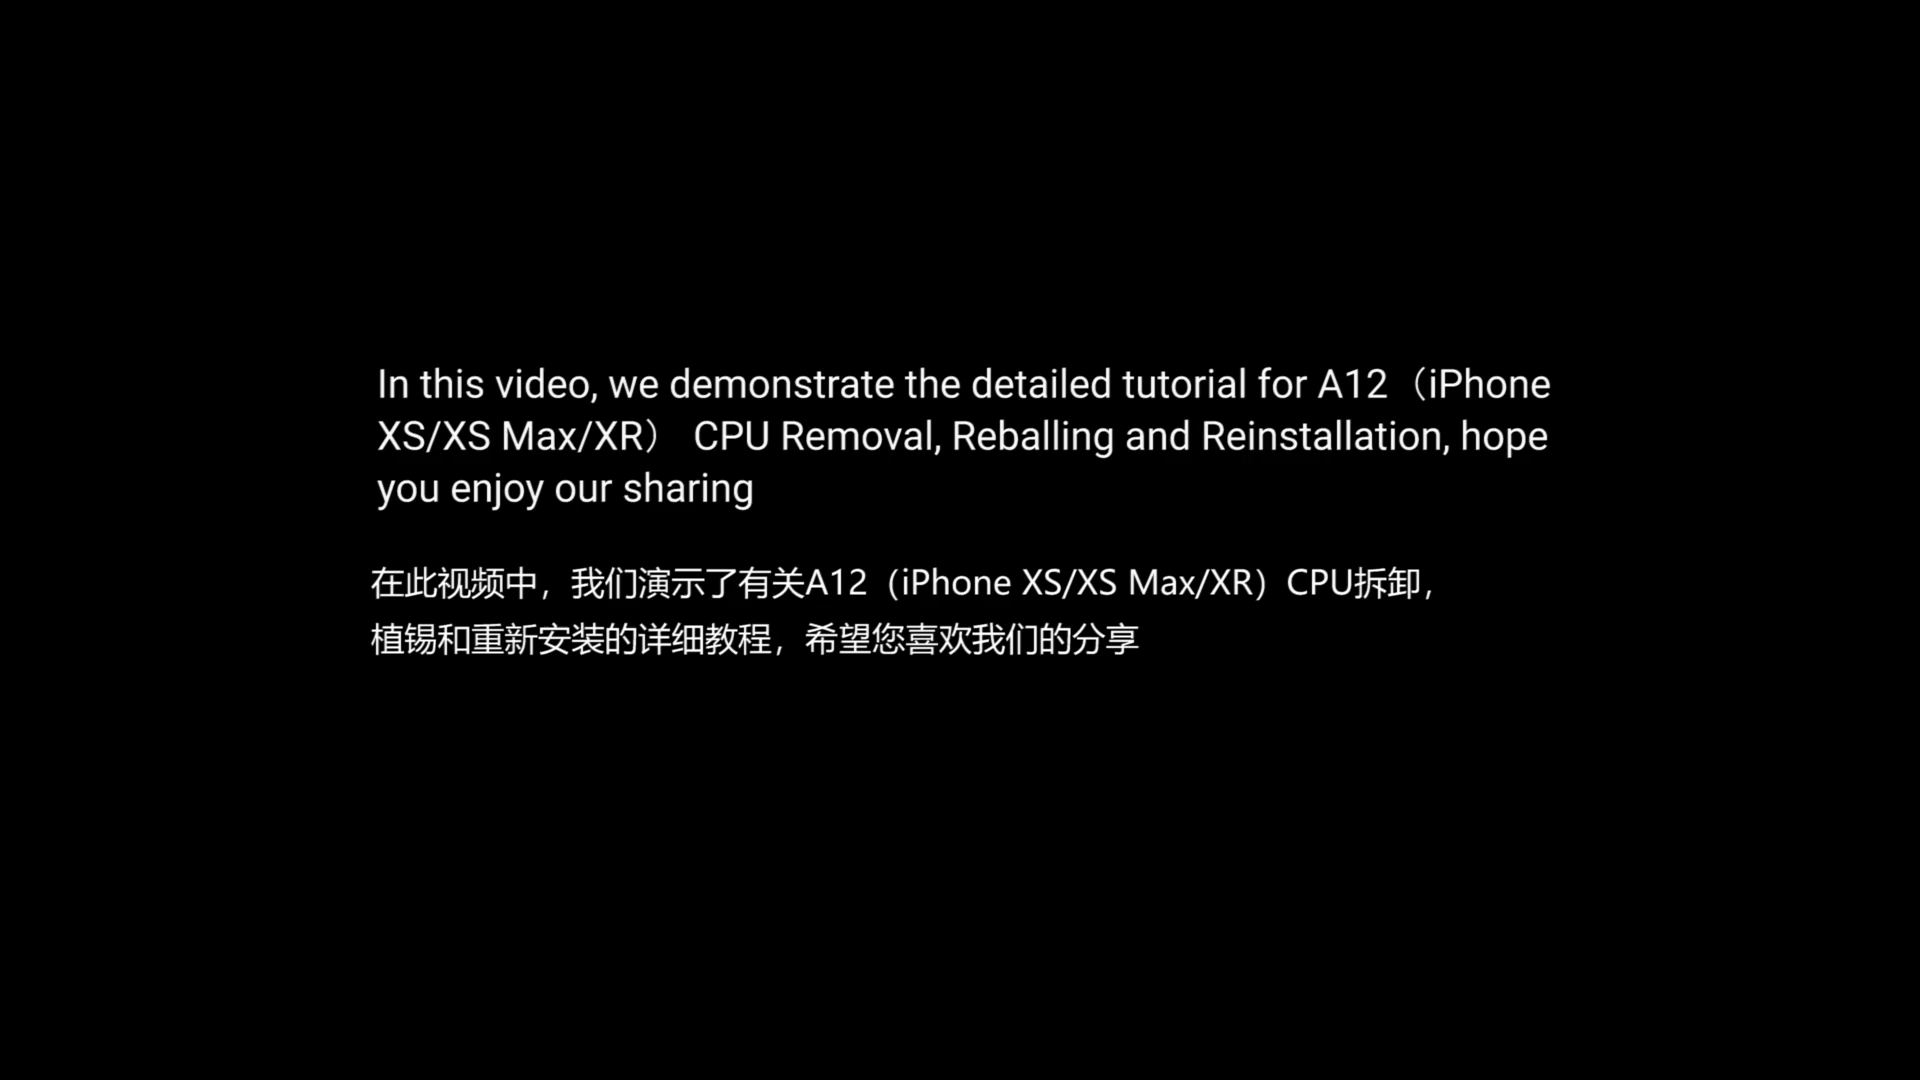 In this video, we demonstrate the detailed tutorial for A12（iPhone
XS/XS Max/XR） CPU Removal, Reballing and Reinstallation, hope
you enjoy our sharing
在此视频中，我们演示了有关A12（iPhone XS/XS Max/XR）CPU拆卸，
植锡和重新安装的详细教程，希望您喜欢我们的分享